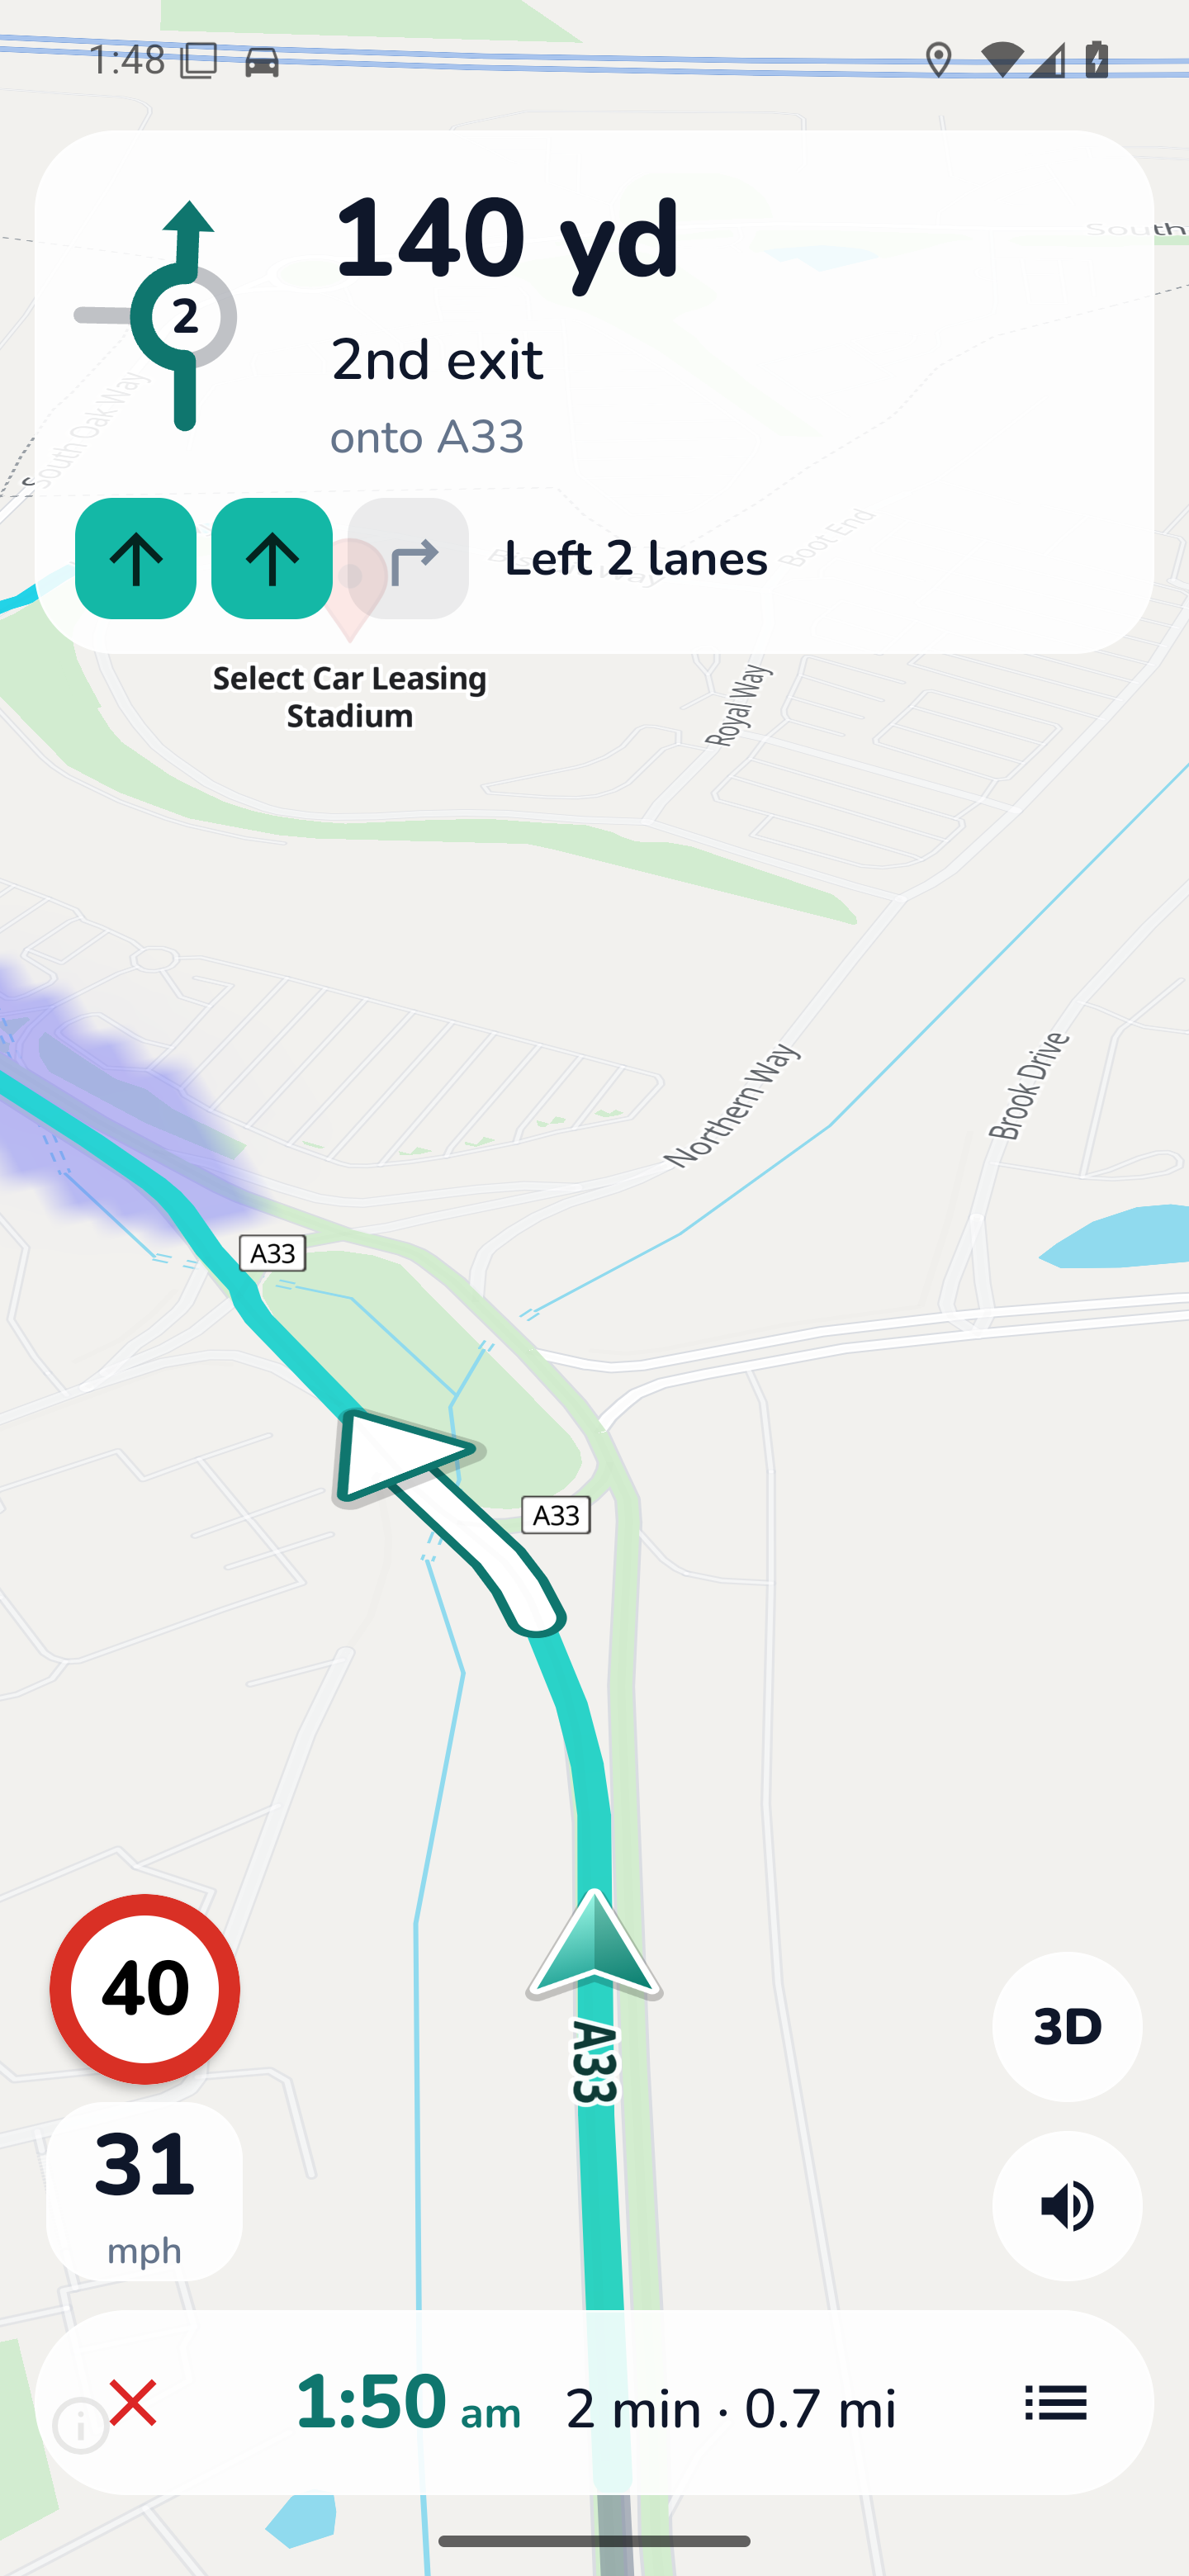 1:48
South
140 yd
2
2nd exit
onto A33
South Oak Way
Left 2 lanes
Boot End
Select Car Leasing
Stadium
Royal Way
Northern Way
Brook Drive
A33
A33
40
A33
3D
31
mph
1:50 am 2 min · 0.7 mi